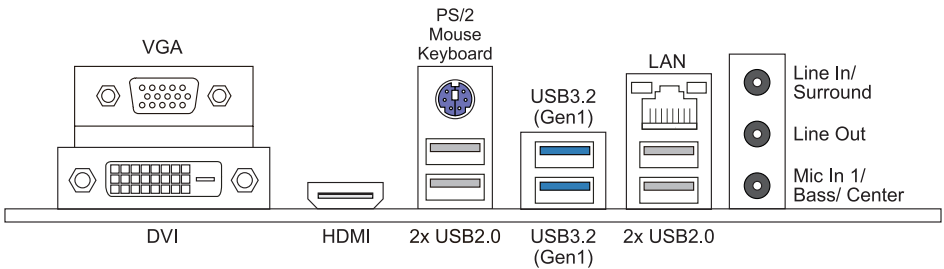 VGA
PS/2
Mouse
Keyboard
USB3.2
(Gen1)
LAN
Line In/
Surround
Line Out
Mic In 1/
Bass/ Center
DVI
HDMI
2x USB2.0
USB3.2
(Gen1)
2x USB2.0